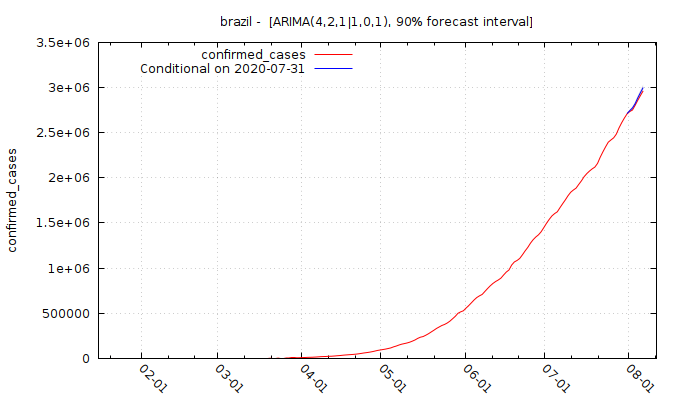 brazil - [ARIMA(4,2,1|1,0,1), 90% forecast interval]
confirmed_cases
Conditional on 2020-07-31
confirmed_cases
3.5e+06
3e+06
2.5e+06
2e+06
1.5e+06
1e+06
500000
0
02-01
03-01
04-01
05-01
06-01
07-01
08-01